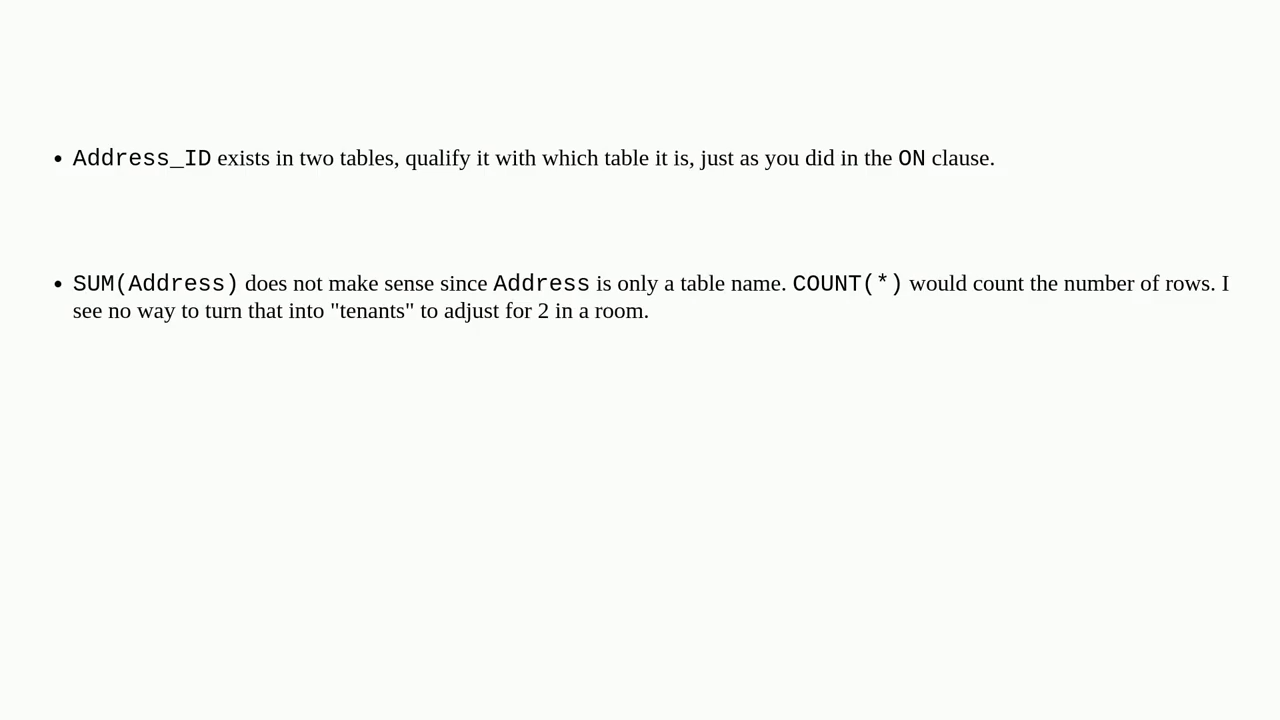 • Address_ID exists in two tables, qualify it with which table it is, just as you did in the ON clause.
• SUM(Address) does not make sense since Address is only a table name. COUNT(*) would count the number of rows. I
see no way to turn that into "tenants" to adjust for 2 in a room.